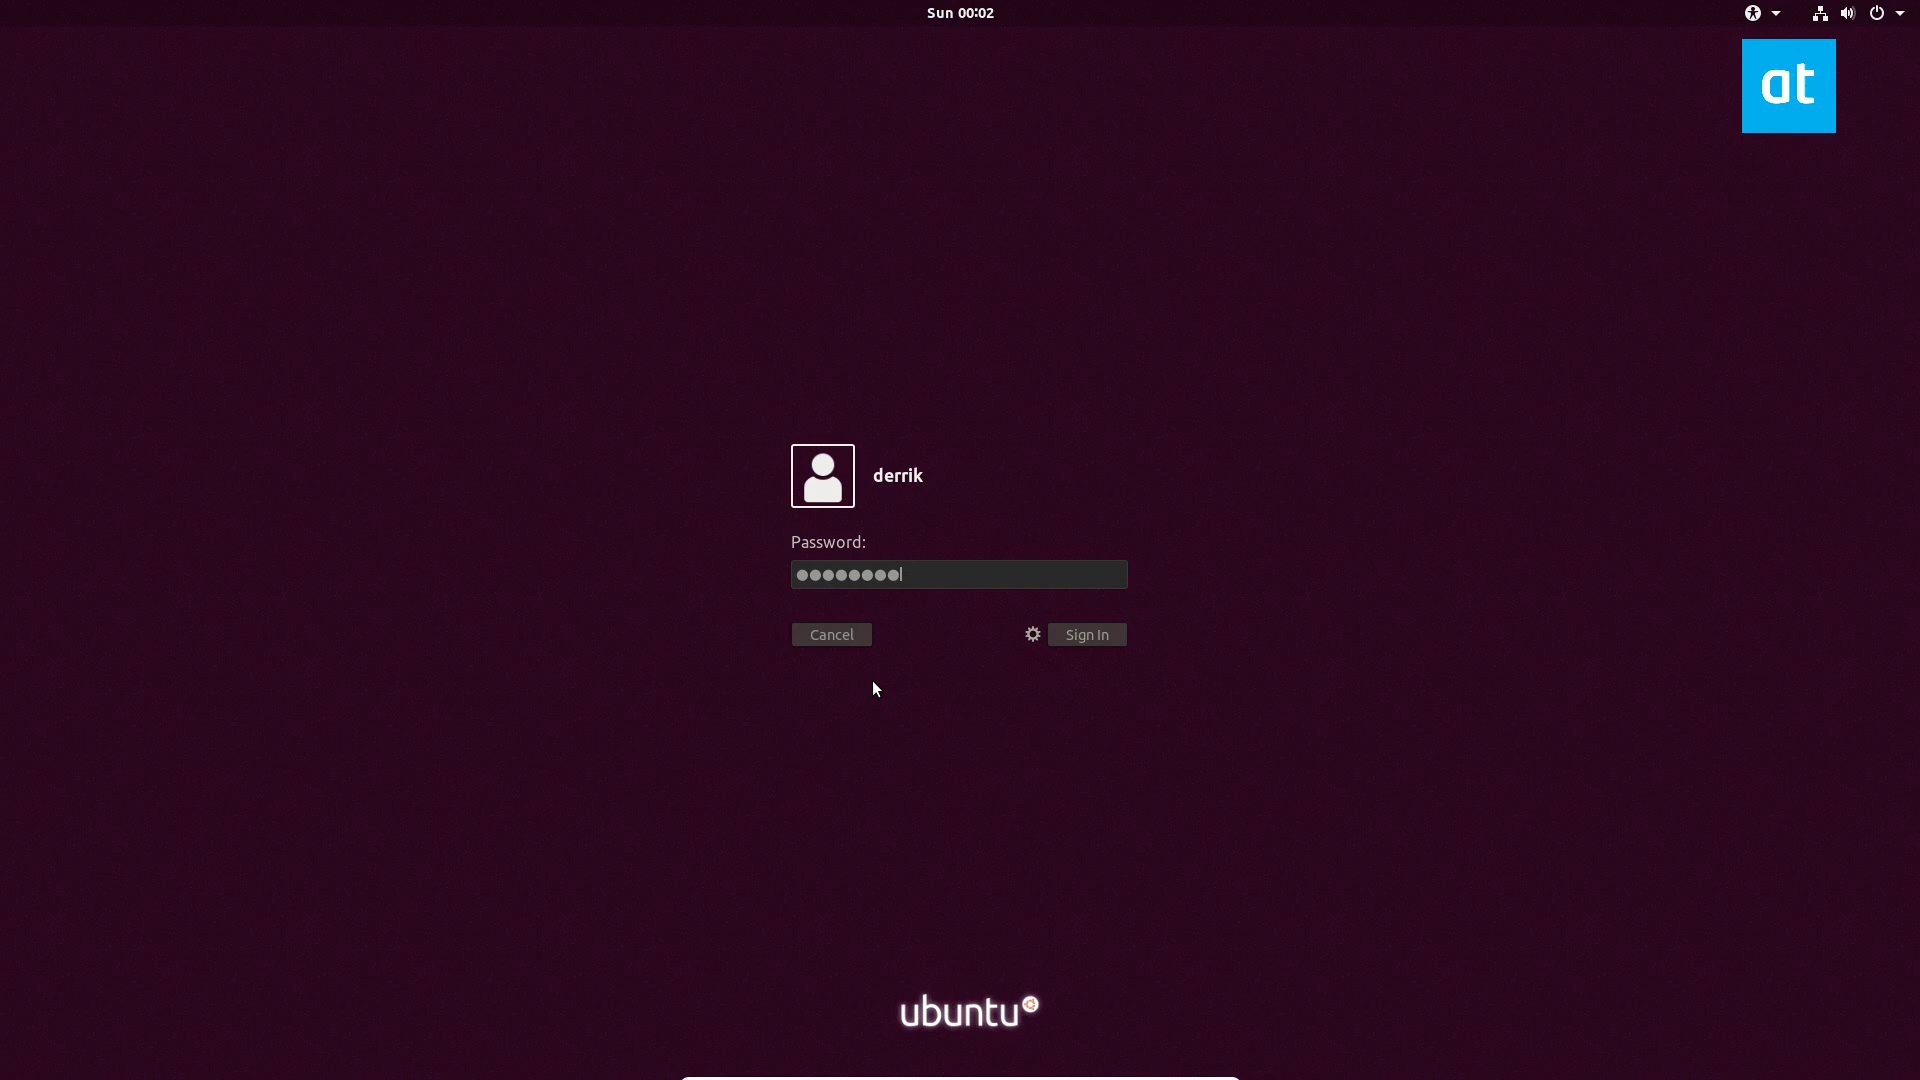 Sun 00:02
at
derrik
Password:
Cancel
Sign In
ubuntu